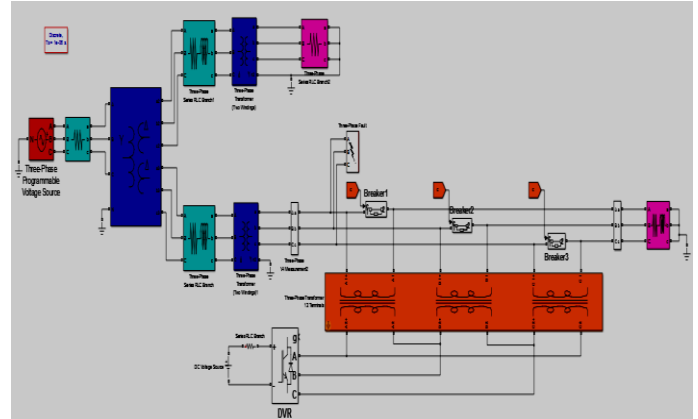 Discrete,
Three-Phase
Programmable
Voltage Source
Three-Phase
Series RLC Branch1
Three-Phase
Transformer
(Two Windings)
Three-Phase
Series RLC Branch2
Three-Phase Fault
Breaker1
Breaker2
Breaker3
Three-Phase
Series RLC Branch
Three-Phase
Transformer
(Two Windings)1
Three-Phase
V-I Measurement2
Three-Phase Transformer
12 Terminals
Series RLC Branch
DC Voltage Source
g
A
B
C
DVR